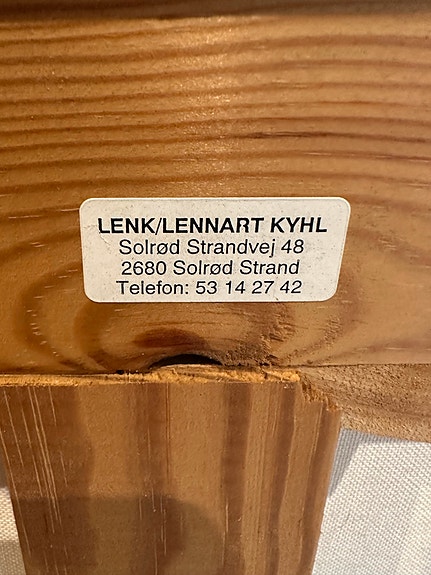 LENK/LENNART KYHL
Solrød Strandvej 48
2680 Solrød Strand
Telefon: 53 14 27 42